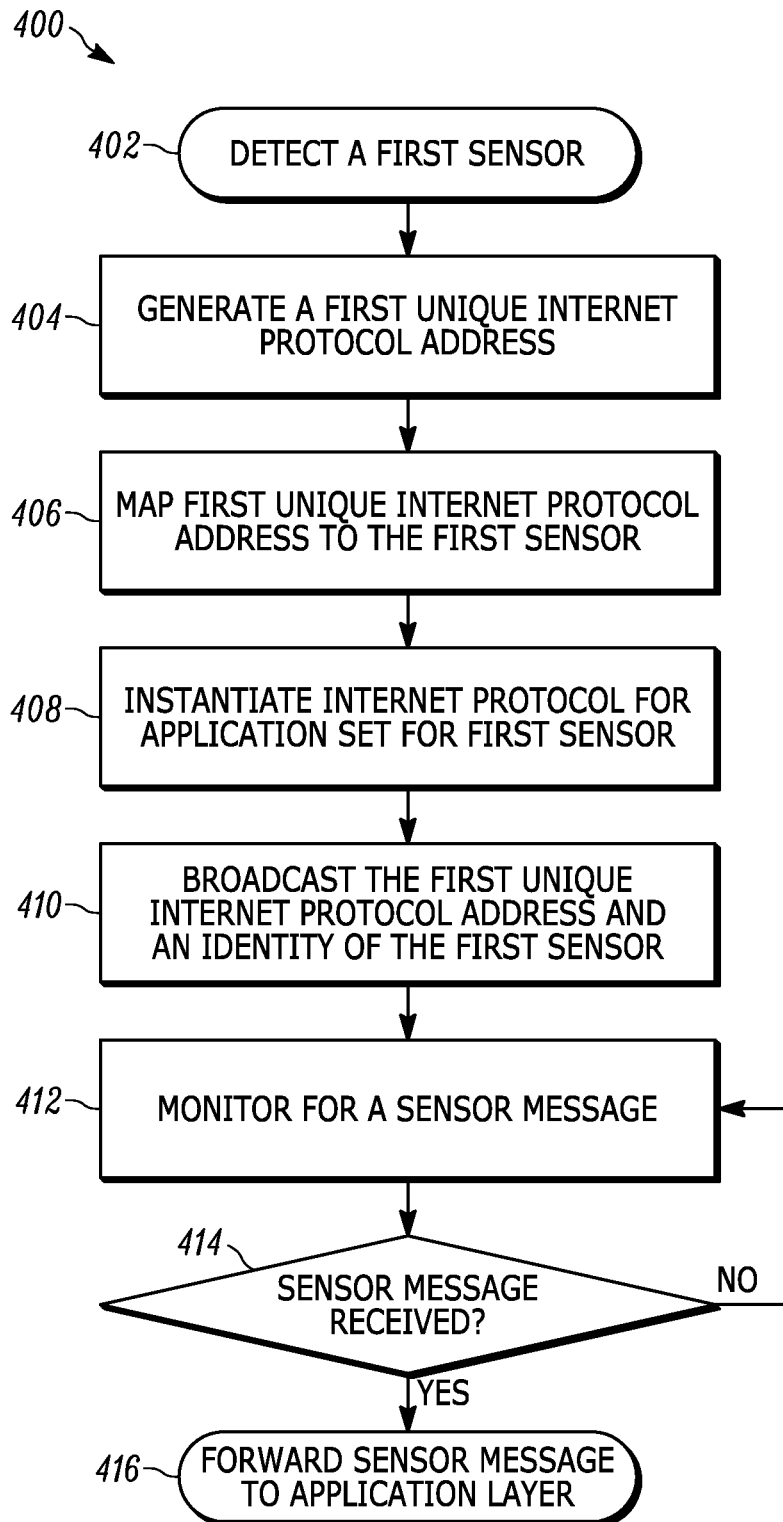 400
402
DETECT A FIRST SENSOR
404
GENERATE A FIRST UNIQUE INTERNET
PROTOCOL ADDRESS
406
MAP FIRST UNIQUE INTERNET PROTOCOL
ADDRESS TO THE FIRST SENSOR
408
INSTANTIATE INTERNET PROTOCOL FOR
APPLICATION SET FOR FIRST SENSOR
410
BROADCAST THE FIRST UNIQUE
INTERNET PROTOCOL ADDRESS AND
AN IDENTITY OF THE FIRST SENSOR
412
MONITOR FOR A SENSOR MESSAGE
414
SENSOR MESSAGE
RECEIVED?
NO
YES
416
FORWARD SENSOR MESSAGE
TO APPLICATION LAYER